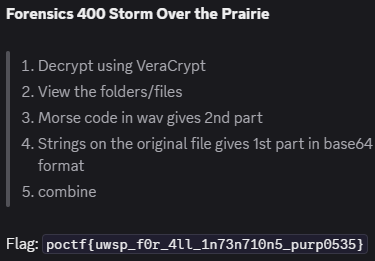 Forensics 400 Storm Over the Prairie
1. Decrypt using VeraCrypt
2. View the folders/files
3. Morse code in wav gives 2nd part
4. Strings on the original file gives 1st part in base64
format
5. combine
Flag: poctf{uwsp_f0r_4ll_1n73n710n5_purp0535}